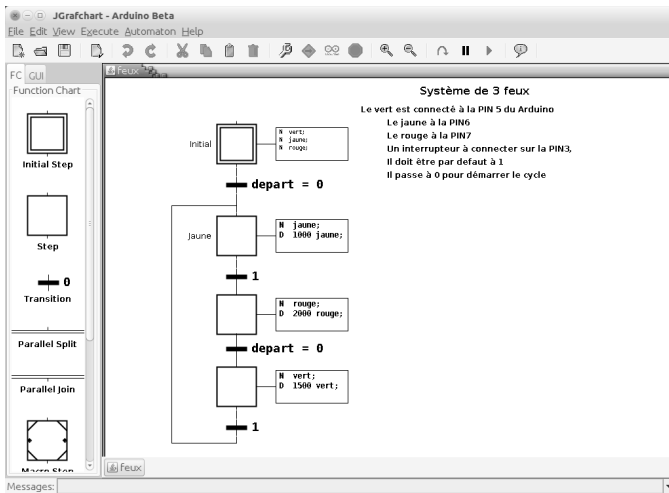 JGrafchart - Arduino Beta
File Edit View Execute Automaton Help
FC GUI
feux
Function Chart
Initial Step
Step
0
Transition
Parallel Split
Parallel Join
Macro Step
Système de 3 feux
Le vert est connecté à la PIN 5 du Arduino
Le jaune à la PIN6
Le rouge à la PIN7
Un interrupteur à connecter sur la PIN3,
Il doit être par defaut à 1
Il passe à 0 pour démarrer le cycle
Initial
N vert;
N jaune;
N rouge;
depart = 0
Jaune
N jaune;
D 1000 jaune;
1
N rouge;
D 2000 rouge;
depart = 0
N vert;
D 1500 vert;
1
feux
Messages: